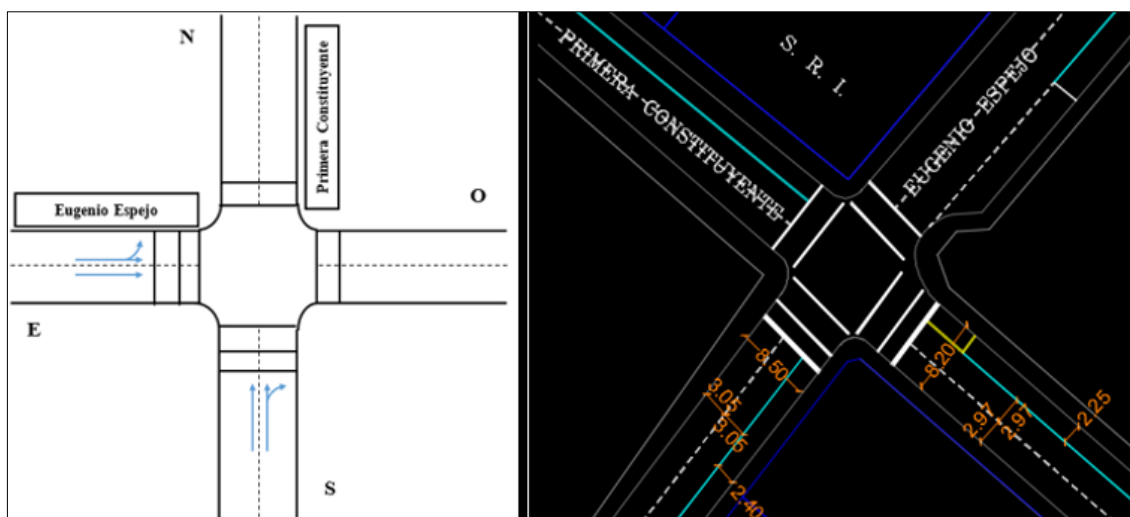 N
Primera Constituyente
O
Eugenio Espejo
E
S
S. R. I.
PRIMERA CONSTITUYENTE
EUGENIO ESPEJO
8.50
3.05
3.05
2.40
8.20
2.97
2.97
2.25